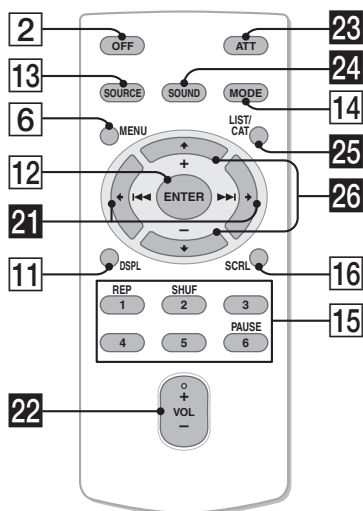 2 OFF ATT 23
13 SOURCE SOUND 24 MODE 14
6 MENU LIST/CAT 25
12 + 26
21 ENTER
−
11 DSPL SCRL 16
REP SHUF
1 2 3
PAUSE 15
4 5 6
22 + VOL −